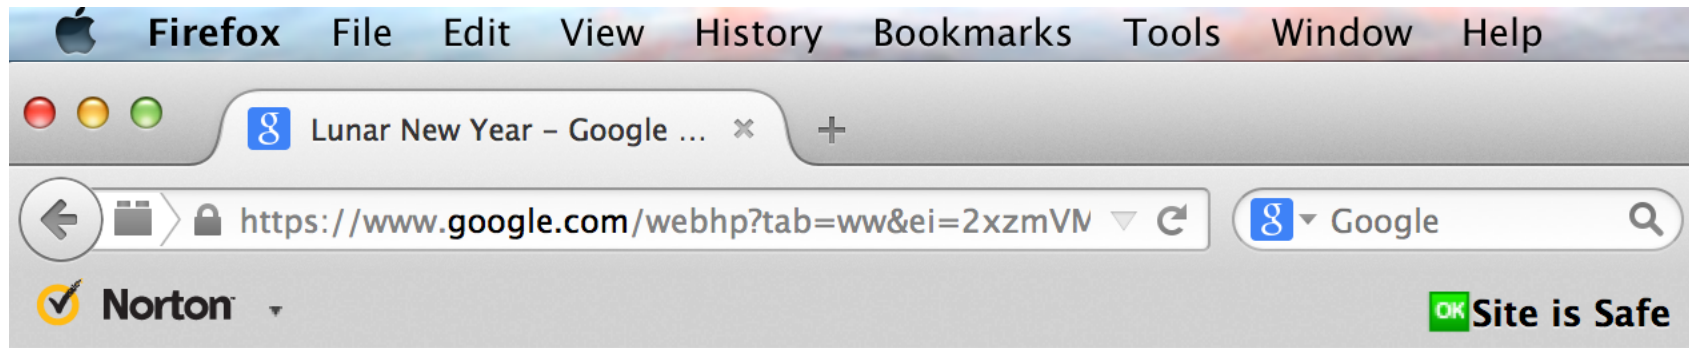 Firefox File Edit View History Bookmarks Tools Window Help
g Lunar New Year – Google ...
https://www.google.com/webhp?tab=ww&ei=2xzmVM g Google
Norton OK Site is Safe